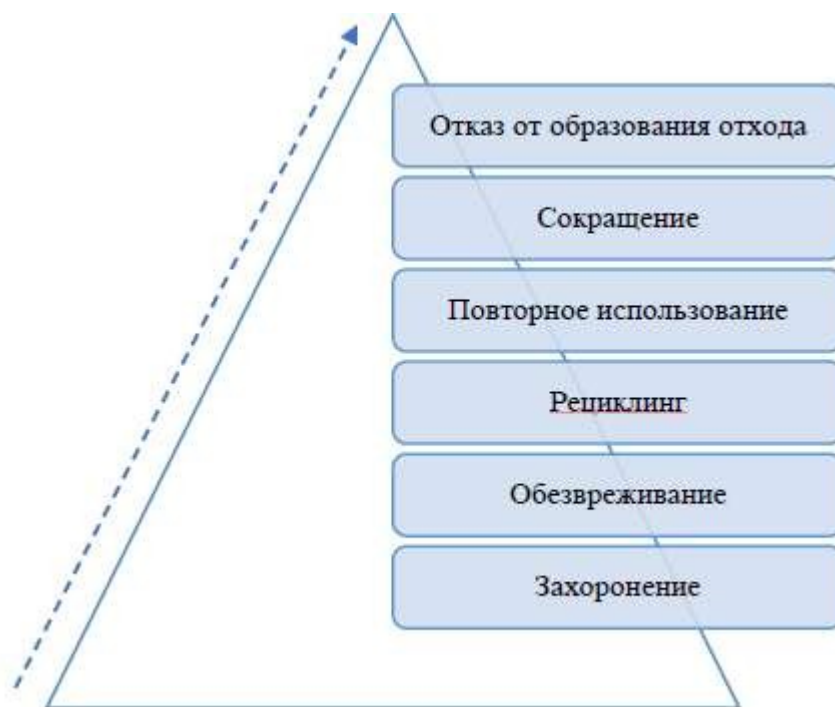 Отказ от образования отхода
Сокращение
Повторное использование
Рециклинг
Обезвреживание
Захоронение